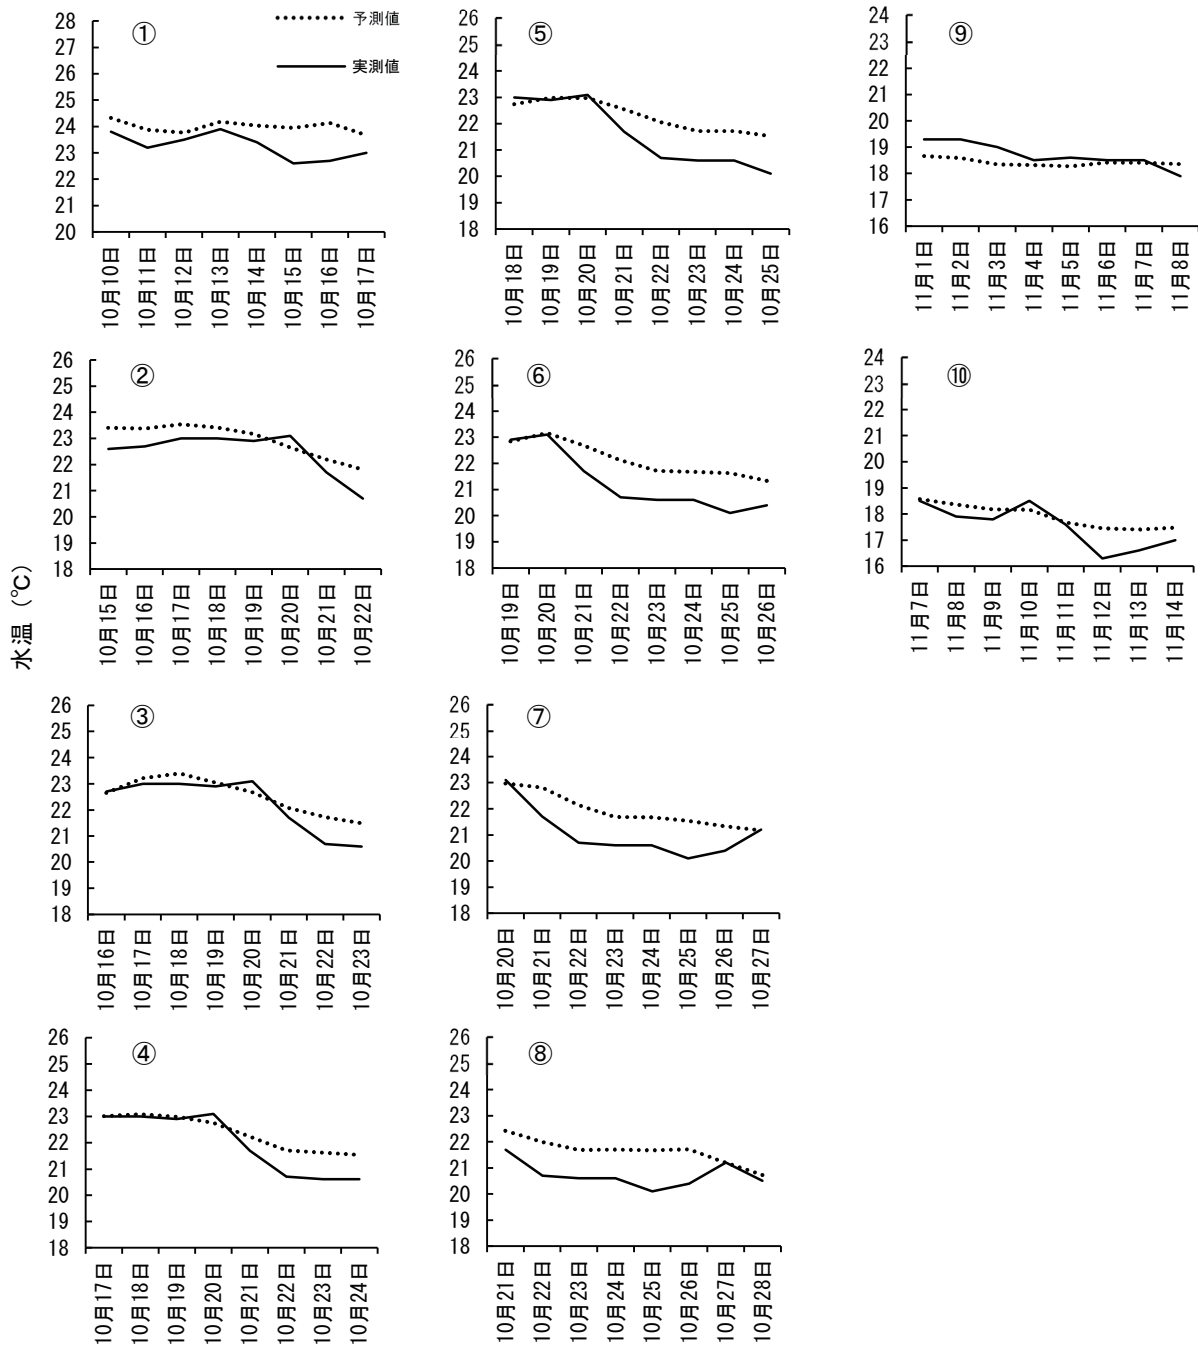 水温（℃）
①
予測値
実測値
28
27
26
25
24
23
22
21
20
10月10日
10月11日
10月12日
10月13日
10月14日
10月15日
10月16日
10月17日
②
26
25
24
23
22
21
20
19
18
10月15日
10月16日
10月17日
10月18日
10月19日
10月20日
10月21日
10月22日
③
26
25
24
23
22
21
20
19
18
10月16日
10月17日
10月18日
10月19日
10月20日
10月21日
10月22日
10月23日
④
26
25
24
23
22
21
20
19
18
10月17日
10月18日
10月19日
10月20日
10月21日
10月22日
10月23日
10月24日
⑤
26
25
24
23
22
21
20
19
18
10月18日
10月19日
10月20日
10月21日
10月22日
10月23日
10月24日
10月25日
⑥
26
25
24
23
22
21
20
19
18
10月19日
10月20日
10月21日
10月22日
10月23日
10月24日
10月25日
10月26日
⑦
26
25
24
23
22
21
20
19
18
10月20日
10月21日
10月22日
10月23日
10月24日
10月25日
10月26日
10月27日
⑧
26
25
24
23
22
21
20
19
18
10月21日
10月22日
10月23日
10月24日
10月25日
10月26日
10月27日
10月28日
⑨
24
23
22
21
20
19
18
17
16
11月1日
11月2日
11月3日
11月4日
11月5日
11月6日
11月7日
11月8日
⑩
24
23
22
21
20
19
18
17
16
11月7日
11月8日
11月9日
11月10日
11月11日
11月12日
11月13日
11月14日